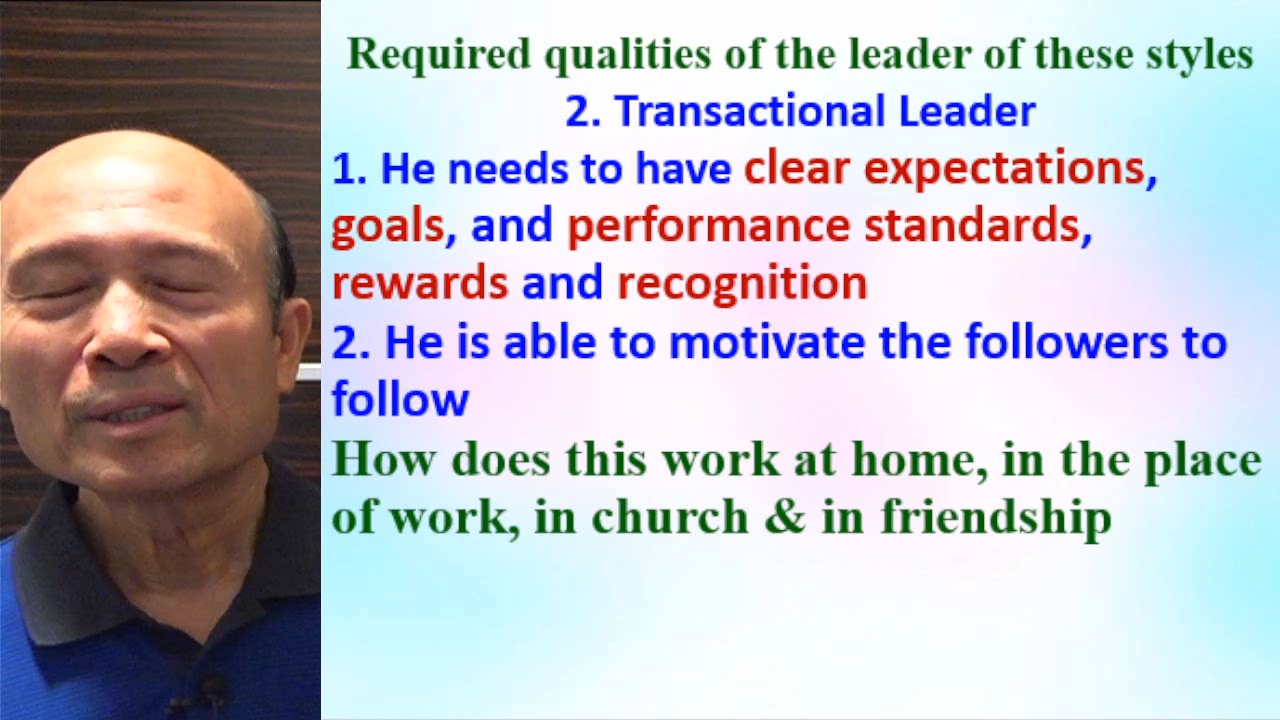 Required qualities of the leader of these styles
2. Transactional Leader
1. He needs to have clear expectations,
goals, and performance standards,
rewards and recognition
2. He is able to motivate the followers to
follow
How does this work at home, in the place
of work, in church & in friendship